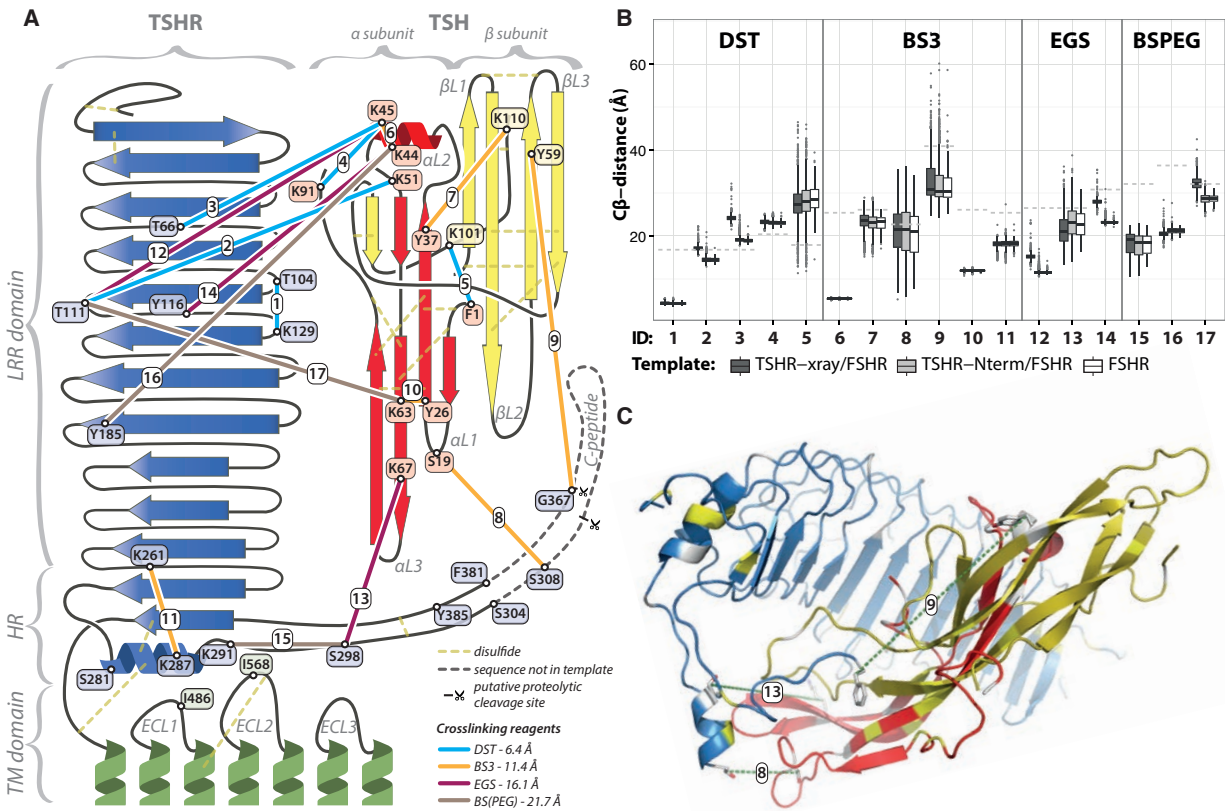 A
TSHR
TSH
α subunit
β subunit
βL1
βL3
K45
6
K110
K44
Y59
4
αL2
K91
K51
7
3
T66
2
Y37
K101
12
T104
14
5
Y116
1
T111
F1
K129
9
LRR domain
17
16
10
K63
Y26
βL2
Y185
αL1
C-peptide
S19
K67
G367
8
K261
αL3
F381
S308
13
HR
11
Y385
S304
15
K291
S298
I568
S281
K287
I486
TM domain
ECL1
ECL2
ECL3
disulfide
sequence not in template
putative proteolytic
cleavage site
Crosslinking reagents
DST - 6.4 Å
BS3 - 11.4 Å
EGS - 16.1 Å
BS(PEG) - 21.7 Å
B
DST
BS3
EGS
BSPEG
Cβ−distance (Å)
60
40
20
ID: 1 2 3 4 5 6 7 8 9 10 11 12 13 14 15 16 17
Template: TSHR−xray/FSHR TSHR−Nterm/FSHR FSHR
C
9
13
8